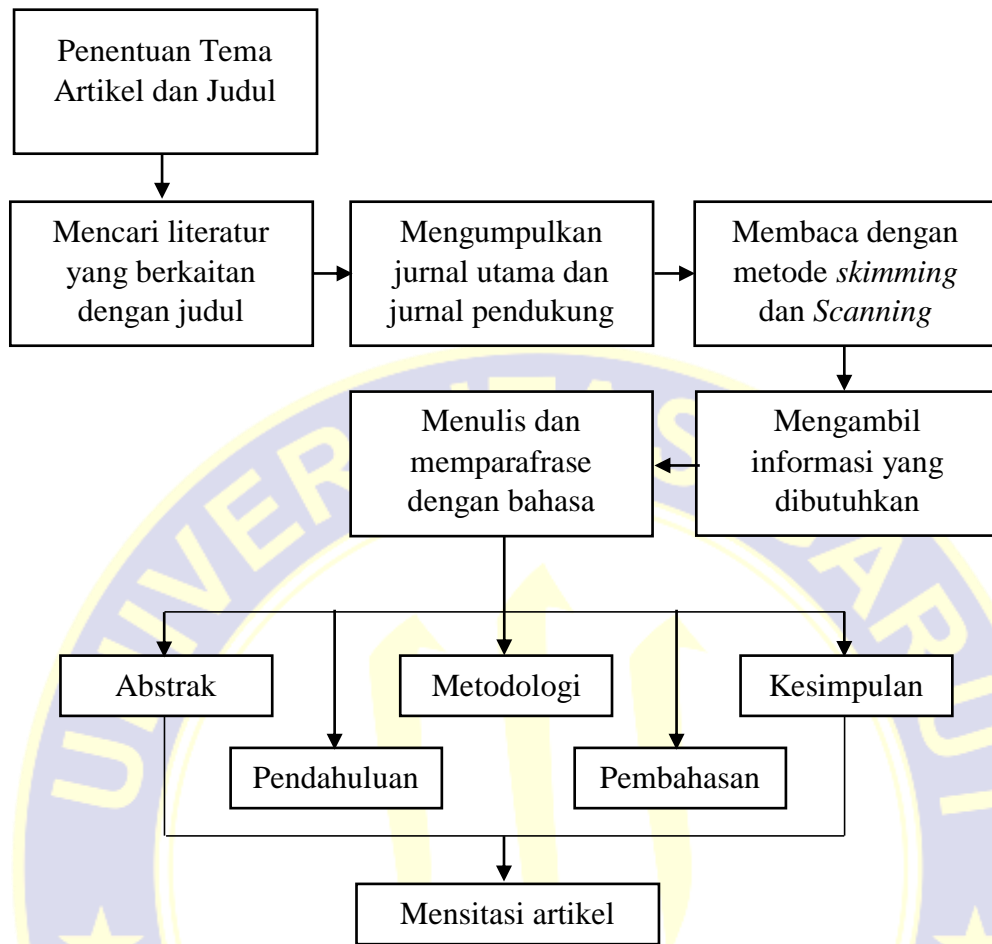 Penentuan Tema
Artikel dan Judul
Mencari literatur
yang berkaitan
dengan judul
Mengumpulkan
jurnal utama dan
jurnal pendukung
Membaca dengan
metode skimming
dan Scanning
Mengambil
informasi yang
dibutuhkan
Menulis dan
memparafrase
dengan bahasa
Abstrak
Metodologi
Kesimpulan
Pendahuluan
Pembahasan
Mensitasi artikel